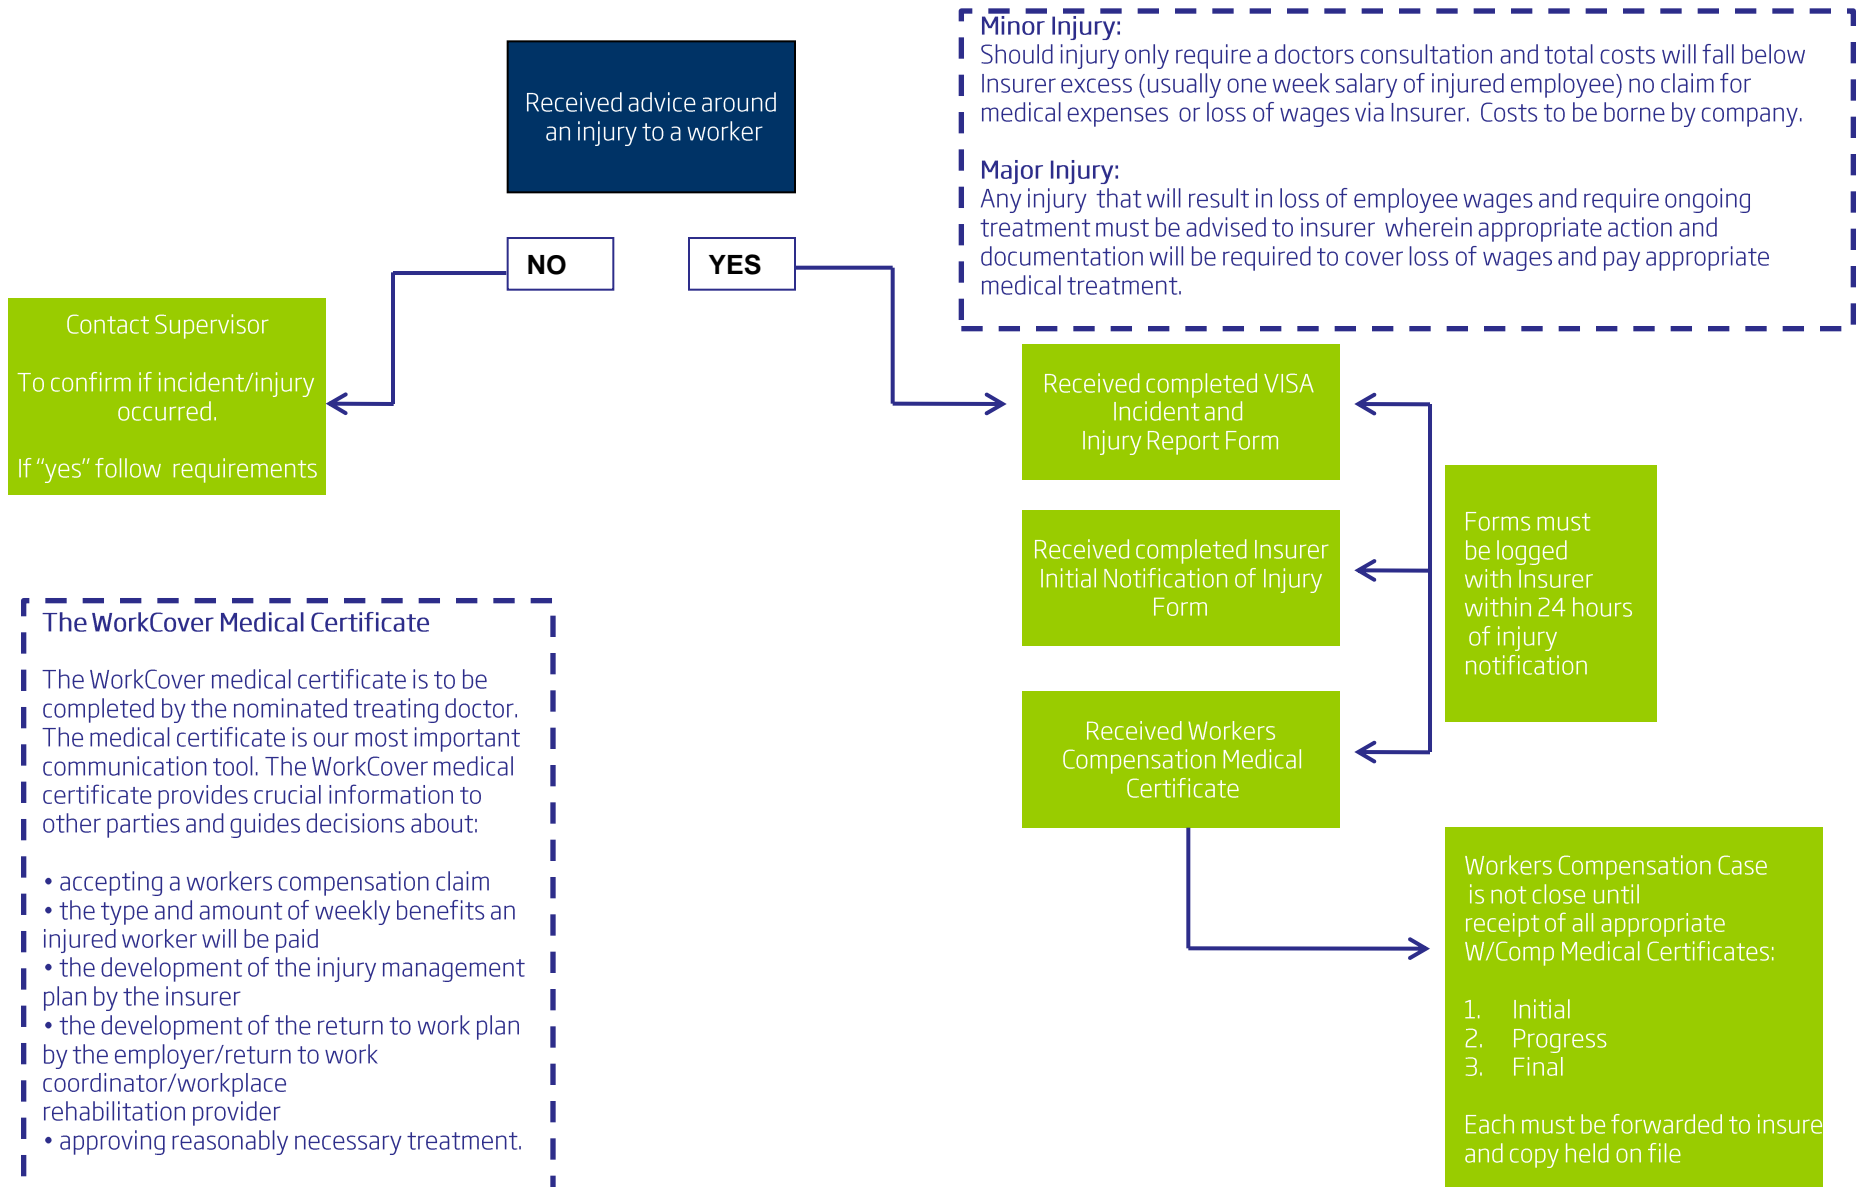 Minor Injury:
Should injury only require a doctors consultation and total costs will fall below
Insurer excess (usually one week salary of injured employee) no claim for
medical expenses or loss of wages via Insurer. Costs to be borne by company.
Major Injury:
Any injury that will result in loss of employee wages and require ongoing
treatment must be advised to insurer wherein appropriate action and
documentation will be required to cover loss of wages and pay appropriate
medical treatment.
Received advice around
an injury to a worker
NO
YES
Contact Supervisor
To confirm if incident/injury
occurred.
If "yes" follow requirements
Received completed VISA
Incident and
Injury Report Form
Received completed Insurer
Initial Notification of Injury
Form
Received Workers
Compensation Medical
Certificate
Forms must
be logged
with Insurer
within 24 hours
of injury
notification
The WorkCover Medical Certificate
The WorkCover medical certificate is to be
completed by the nominated treating doctor.
The medical certificate is our most important
communication tool. The WorkCover medical
certificate provides crucial information to
other parties and guides decisions about:
• accepting a workers compensation claim
• the type and amount of weekly benefits an
injured worker will be paid
• the development of the injury management
plan by the insurer
• the development of the return to work plan
by the employer/return to work
coordinator/workplace
rehabilitation provider
• approving reasonably necessary treatment.
Workers Compensation Case
is not close until
receipt of all appropriate
W/Comp Medical Certificates:
1. Initial
2. Progress
3. Final
Each must be forwarded to insure
and copy held on file